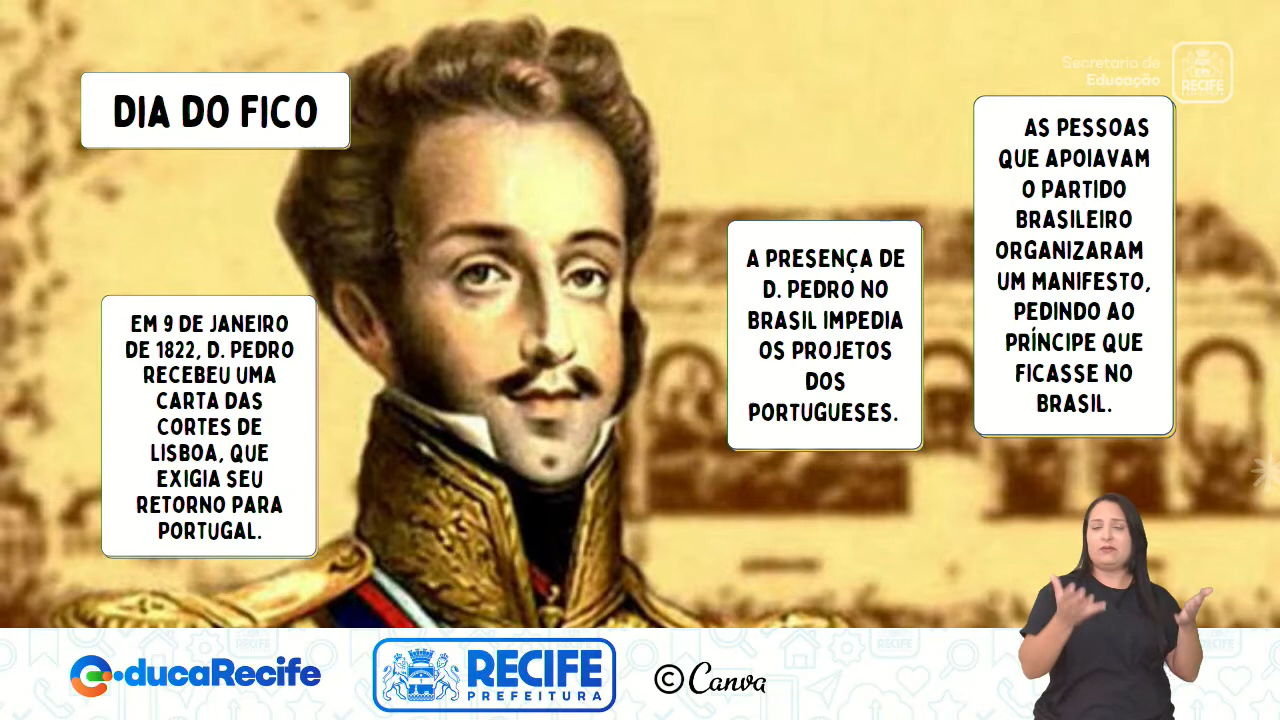 DIA DO FICO
EM 9 DE JANEIRO
DE 1822, D. PEDRO
RECEBEU UMA
CARTA DAS
CORTES DE
LISBOA, QUE
EXIGIA SEU
RETORNO PARA
PORTUGAL.
A PRESENÇA DE
D. PEDRO NO
BRASIL IMPEDIA
OS PROJETOS
DOS
PORTUGUESES.
Secretaria de
Educação
RECIFE
AS PESSOAS
QUE APOIAVAM
O PARTIDO
BRASILEIRO
ORGANIZARAM
UM MANIFESTO,
PEDINDO AO
PRÍNCIPE QUE
FICASSE NO
BRASIL.
educaRecife
RECIFE
PREFEITURA
© Canva